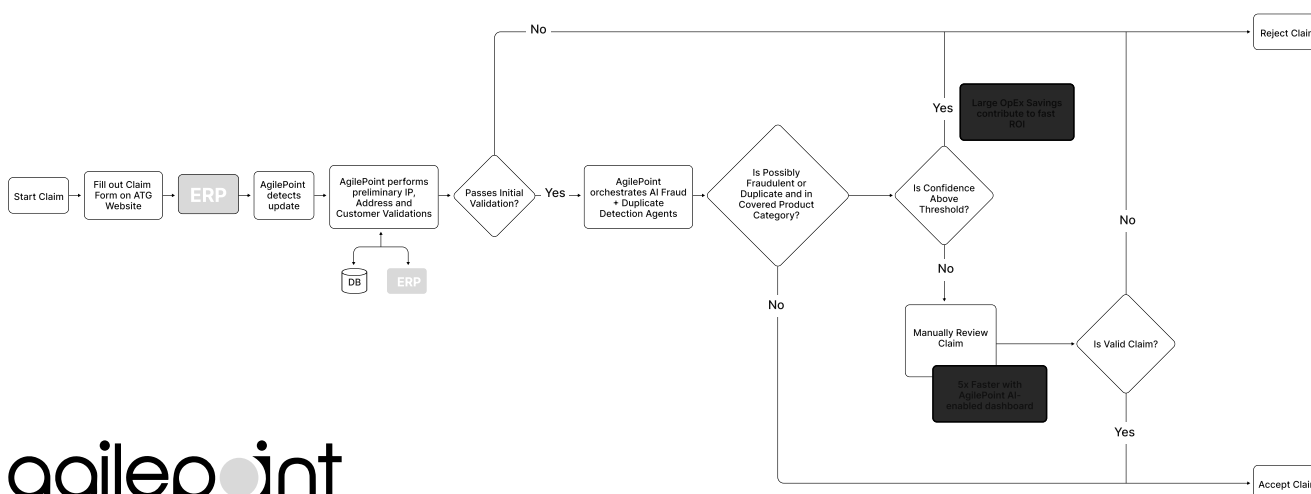 No
Reject Clai
Yes
Large OpEx Savings
contribute to fast
ROI
Start Claim
Fill out Claim
Form on ATG
Website
ERP
AgilePoint
detects
update
AgilePoint performs
preliminary IP,
Address and
Customer Validations
DB
ERP
Passes Initial
Validation?
Yes
AgilePoint
orchestrates AI Fraud
+ Duplicate
Detection Agents
Is Possibly
Fraudulent or
Duplicate and in
Covered Product
Category?
Is Confidence
Above
Threshold?
No
No
No
Manually Review
Claim
5x Faster with
AgilePoint AI-
enabled dashboard
Is Valid Claim?
Yes
Accept Clai
agilepoint